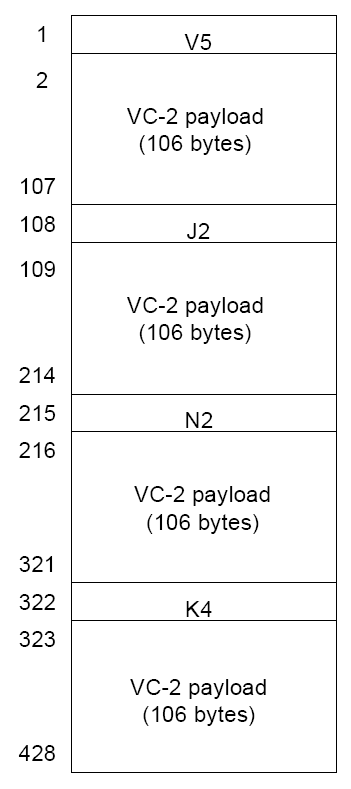 1 V5
2
VC-2 payload
(106 bytes)
107
108 J2
109
VC-2 payload
(106 bytes)
214
215 N2
216
VC-2 payload
(106 bytes)
321
322 K4
323
VC-2 payload
(106 bytes)
428